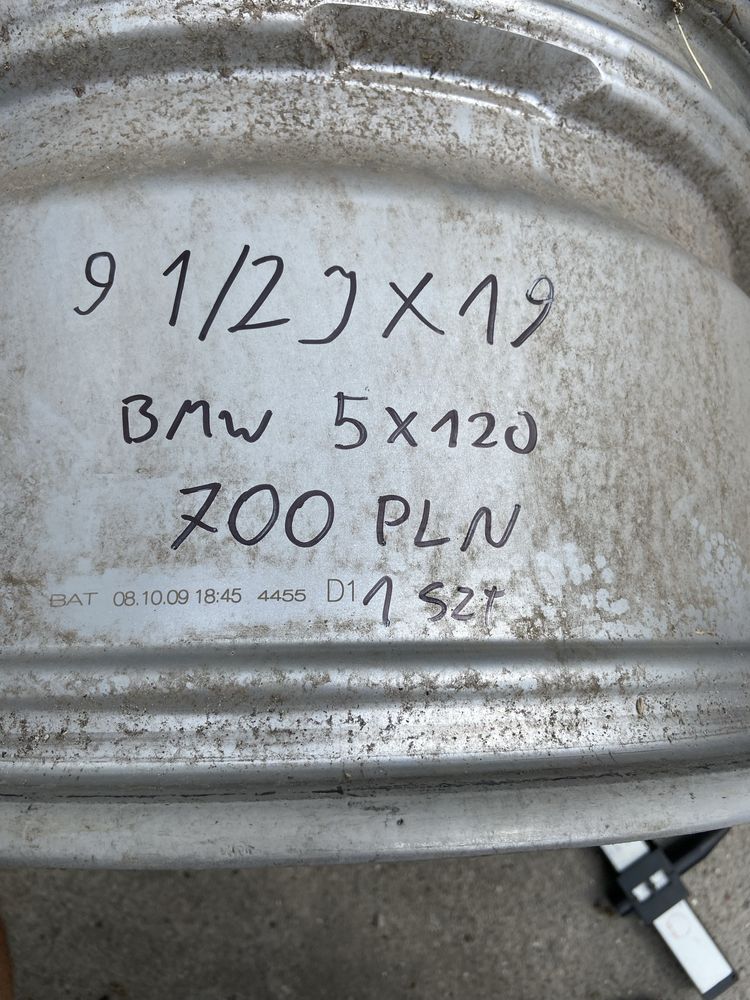 9 1/2 J X 19
BMW 5X120
700 PLN
BAT 08.10.09 18:45 4455 D1 1 szt